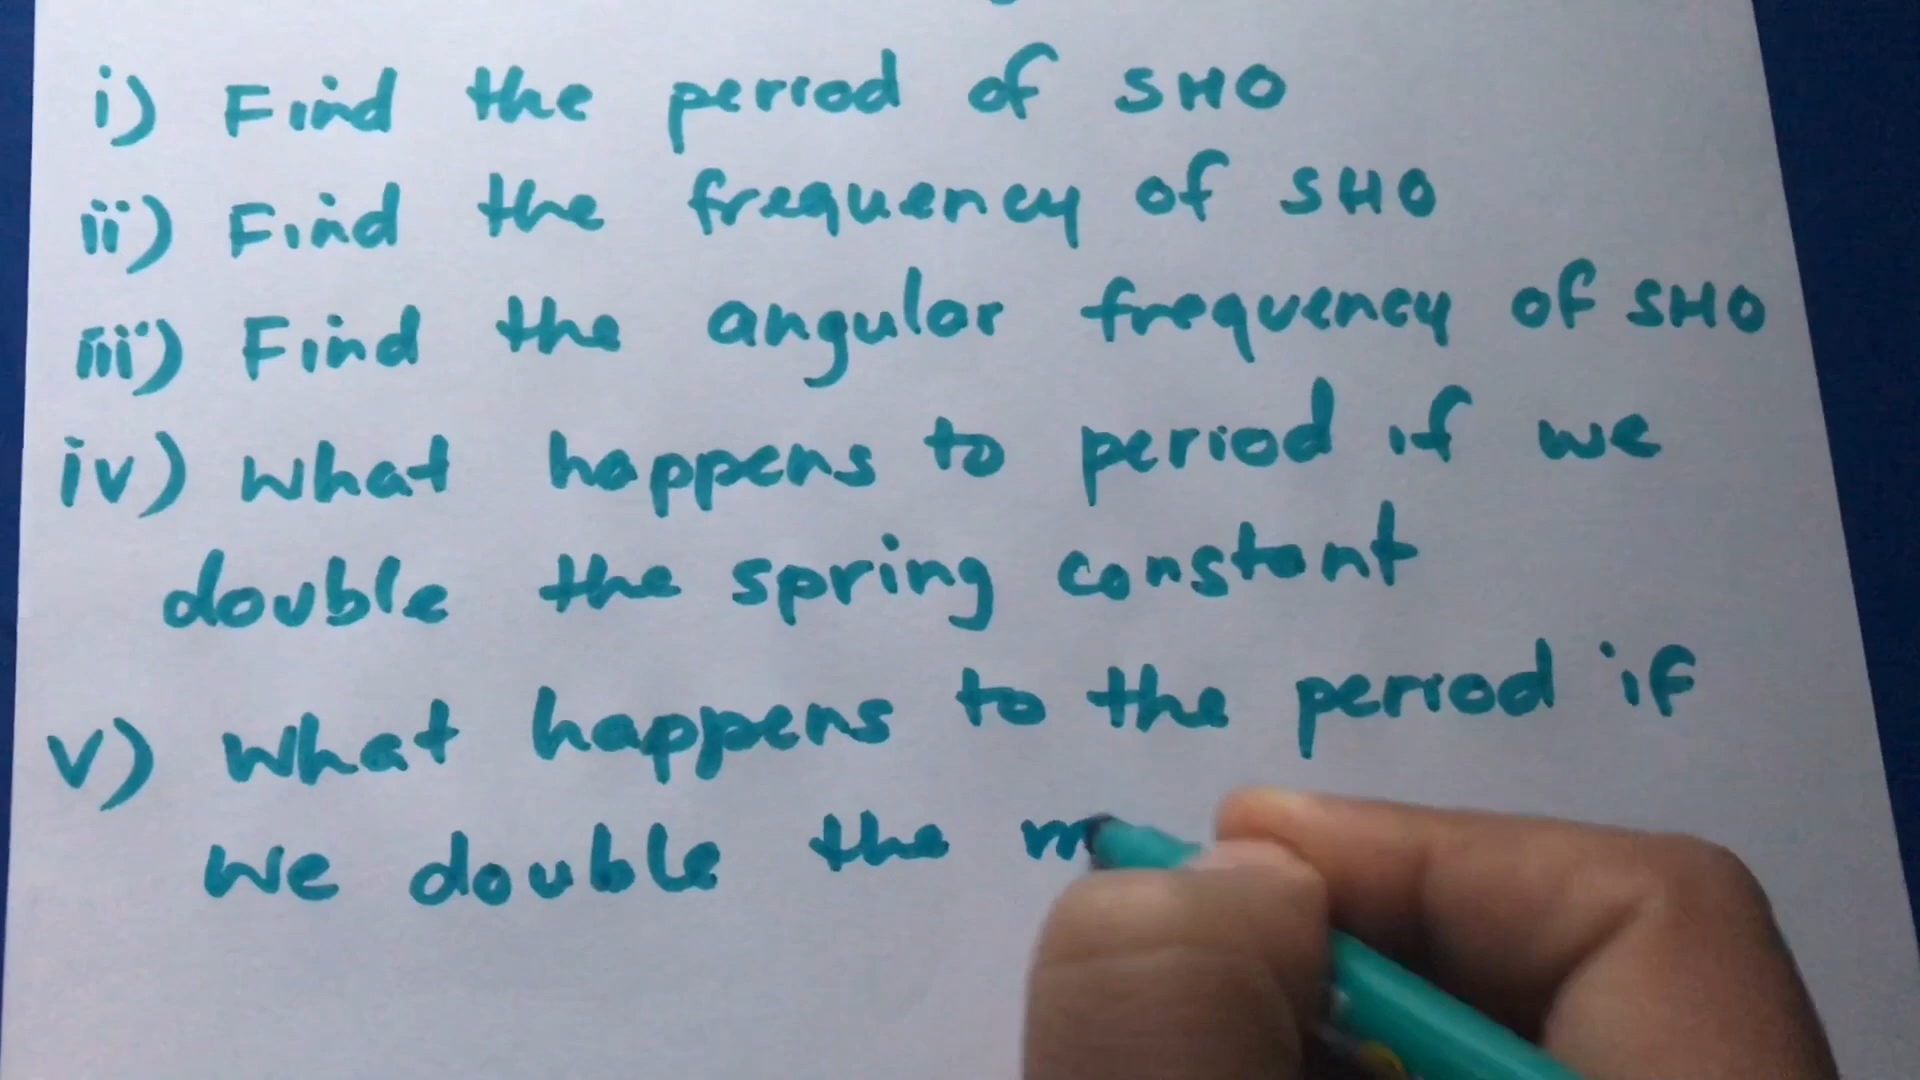 i) Find the period of SHO
ii) Find the frequency of SHO
iii) Find the angular frequency of SHO
iv) What happens to period if we
double the spring constant
v) What happens to the period if
we double the m